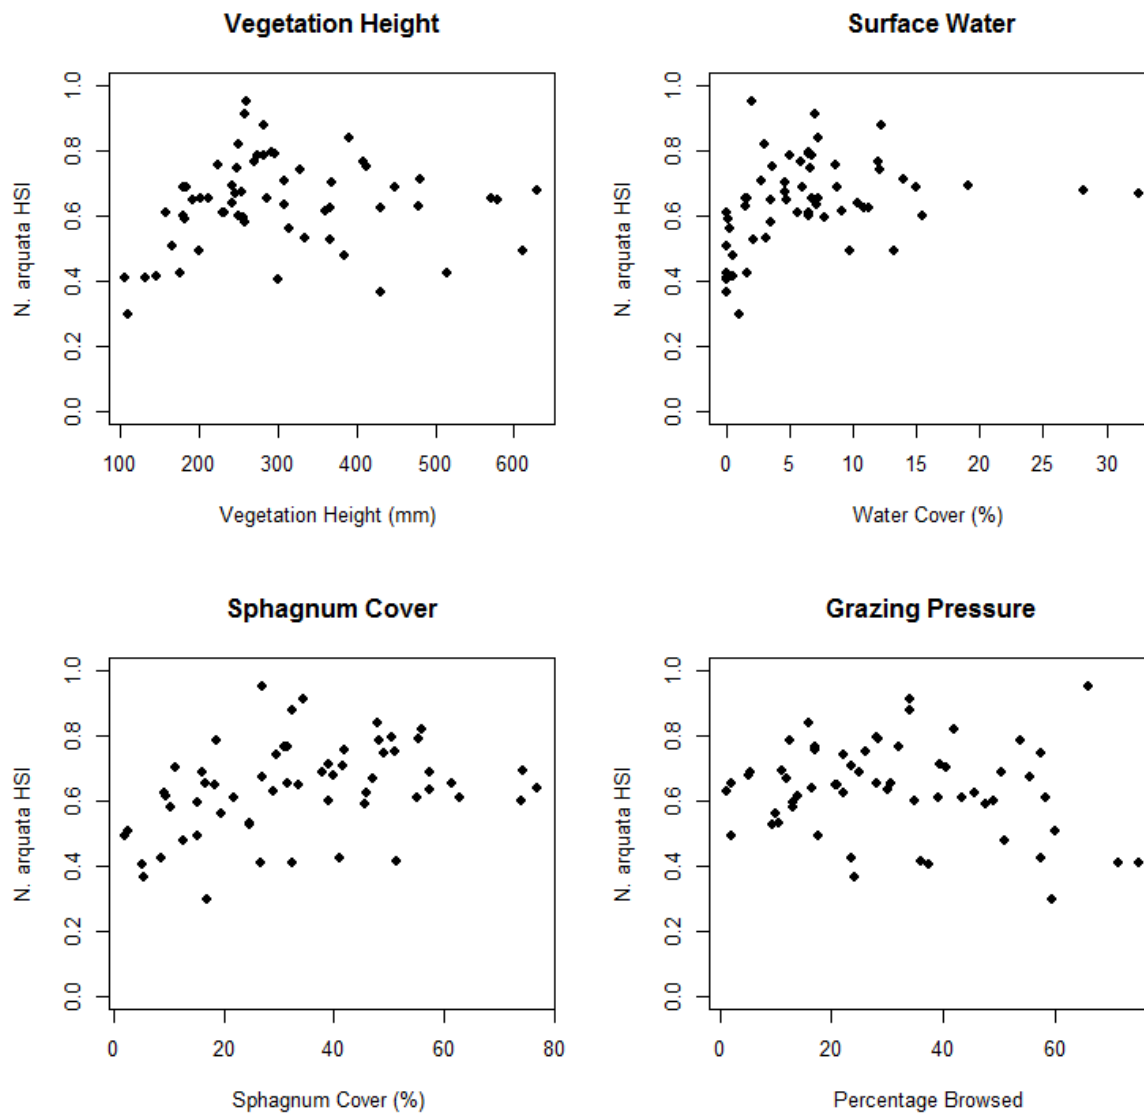 Vegetation Height
1.0
0.8
0.6
0.4
0.2
0.0
N. arquata HSI
100 200 300 400 500 600
Vegetation Height (mm)
Surface Water
1.0
0.8
0.6
0.4
0.2
0.0
N. arquata HSI
0 5 10 15 20 25 30
Water Cover (%)
Sphagnum Cover
1.0
0.8
0.6
0.4
0.2
0.0
N. arquata HSI
0 20 40 60 80
Sphagnum Cover (%)
Grazing Pressure
1.0
0.8
0.6
0.4
0.2
0.0
N. arquata HSI
0 20 40 60
Percentage Browsed